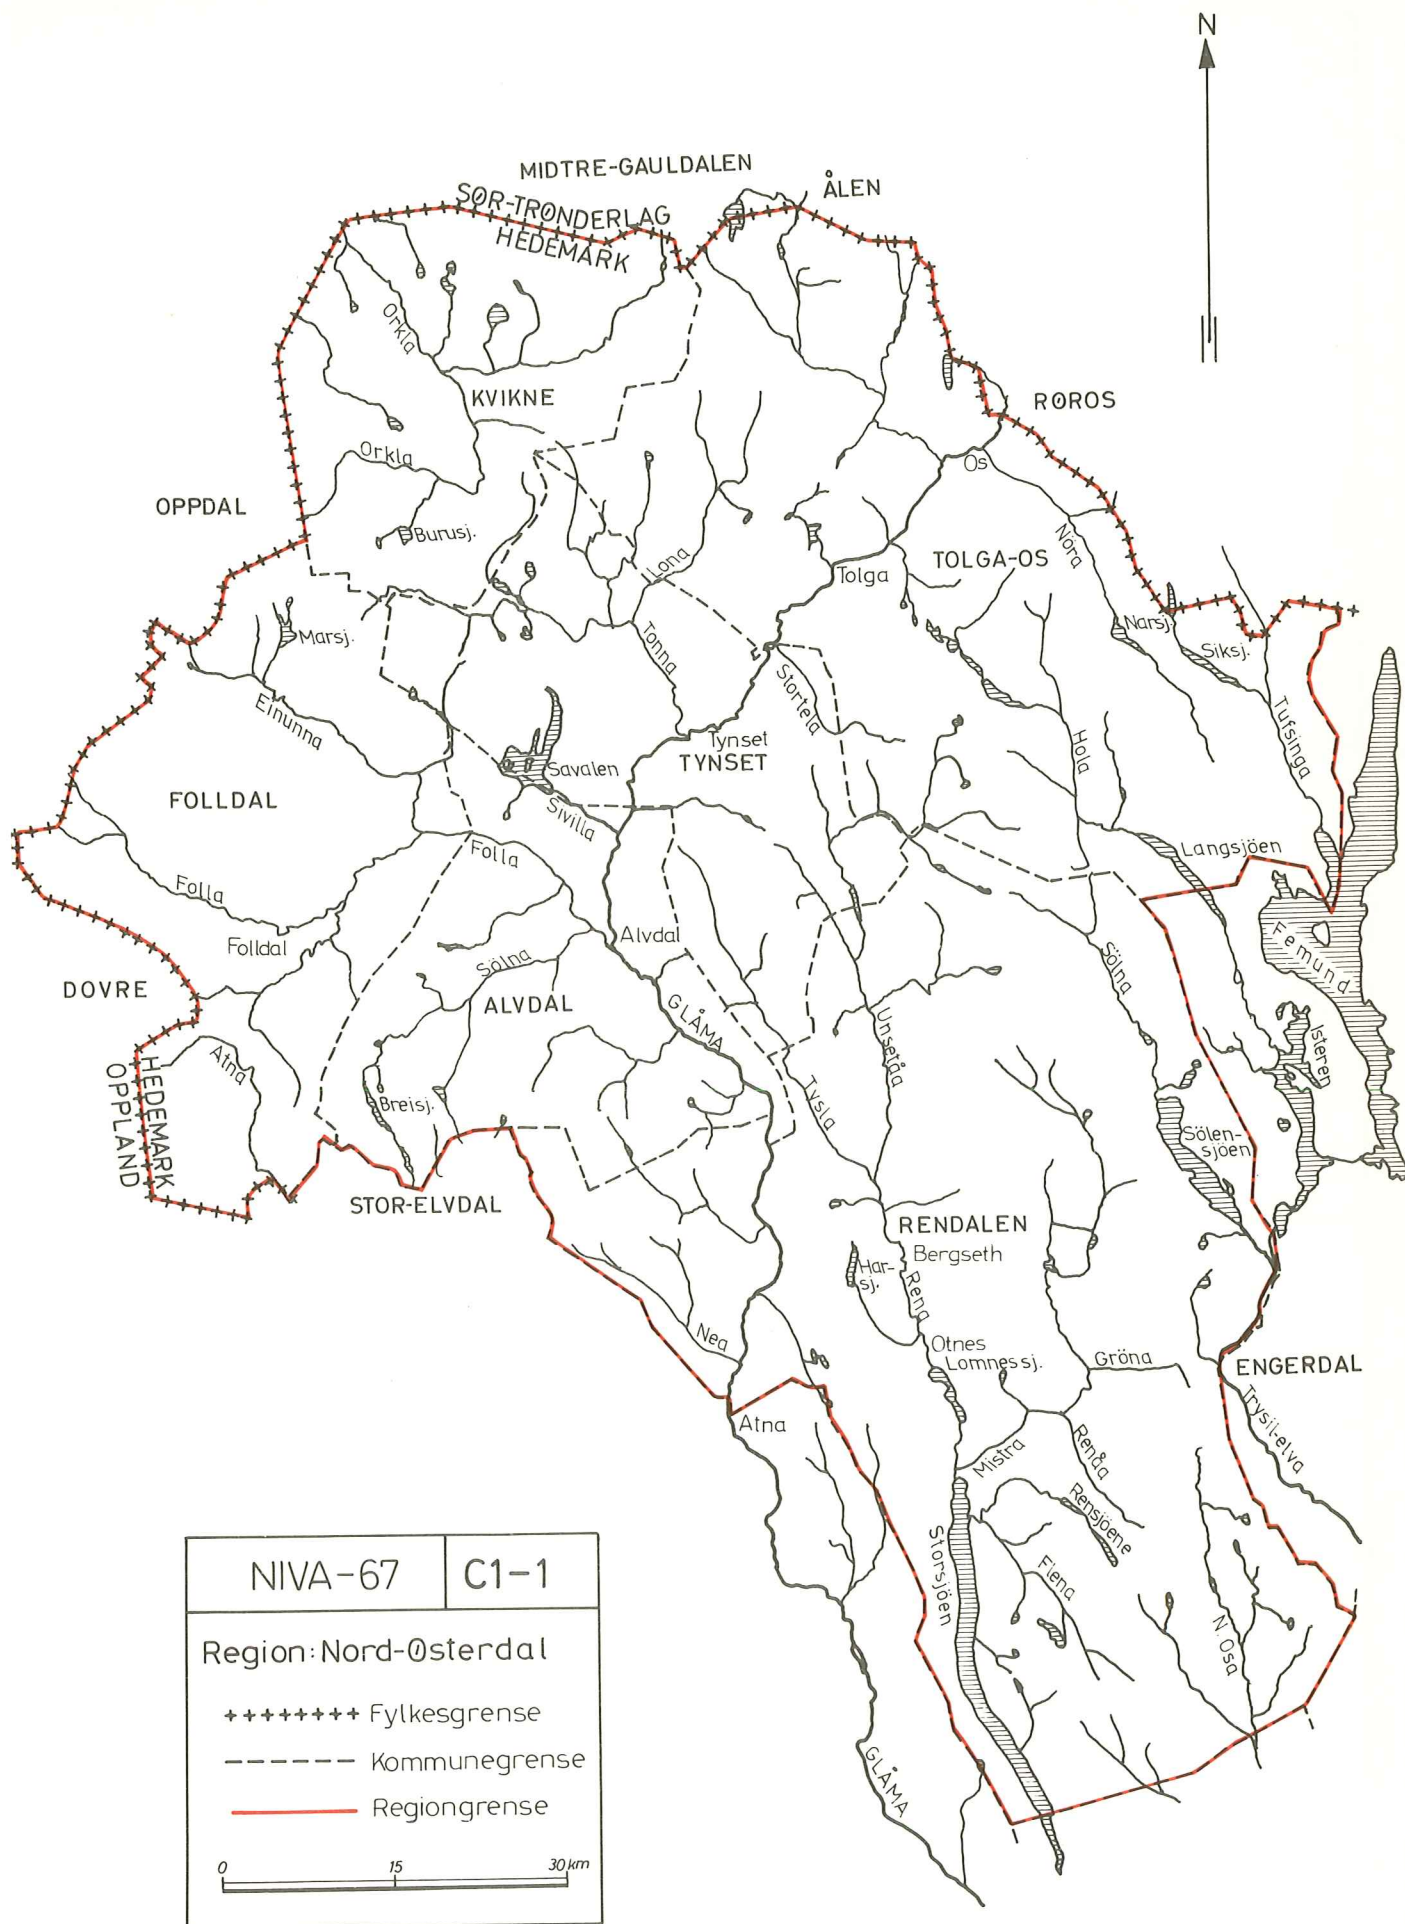 N
MIDTRE-GAULDALEN
ÅLEN
SØR-TRØNDERLAG
HEDEMARK
Orkla
KVIKNE
RØROS
Orkla
Os
OPPDAL
Burusj.
Nöra
Lona
Tolga
TOLGA-OS
Marsj.
Narsj.
Siksj.
Tonna
Einunna
Stortela
Tufsinga
Tynset
TYNSET
Hola
Savalen
FOLLDAL
Sivilla
Folla
Langsjöen
Folla
Folldal
Alvdal
Femund
Sölna
Sölna
DOVRE
ALVDAL
GLÅMA
Unsetåa
Isteren
Atna
HEDEMARK
OPPLAND
Breisj.
Tysla
Sölen-
sjöen
STOR-ELVDAL
RENDALEN
Bergseth
Har-
sj.
Rena
Nea
Otnes
Lomnessj.
Gröna
ENGERDAL
Atna
Trysil-elva
Mistra
Renåa
Rensjöene
Storsjöen
Flena
N. Osa
GLÅMA
NIVA-67
C1-1
Region: Nord-Østerdal
Fylkesgrense
Kommunegrense
Regiongrense
0 15 30 km